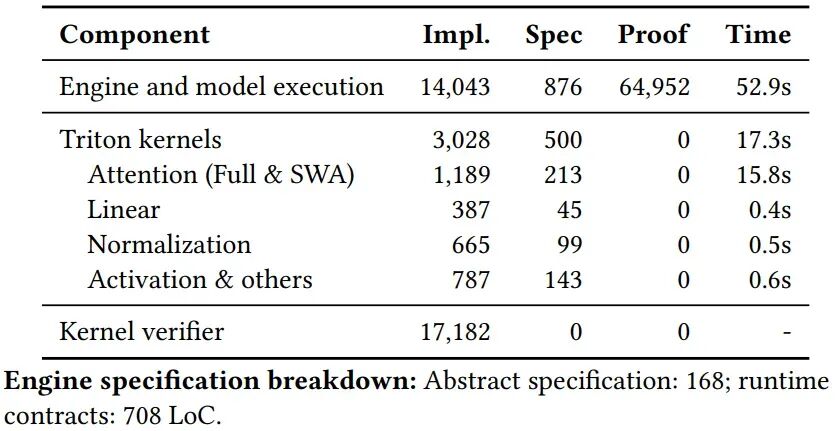 Component Impl. Spec Proof Time
Engine and model execution 14,043 876 64,952 52.9s
Triton kernels 3,028 500 0 17.3s
Attention (Full & SWA) 1,189 213 0 15.8s
Linear 387 45 0 0.4s
Normalization 665 99 0 0.5s
Activation & others 787 143 0 0.6s
Kernel verifier 17,182 0 0 -
Engine specification breakdown: Abstract specification: 168; runtime
contracts: 708 LoC.